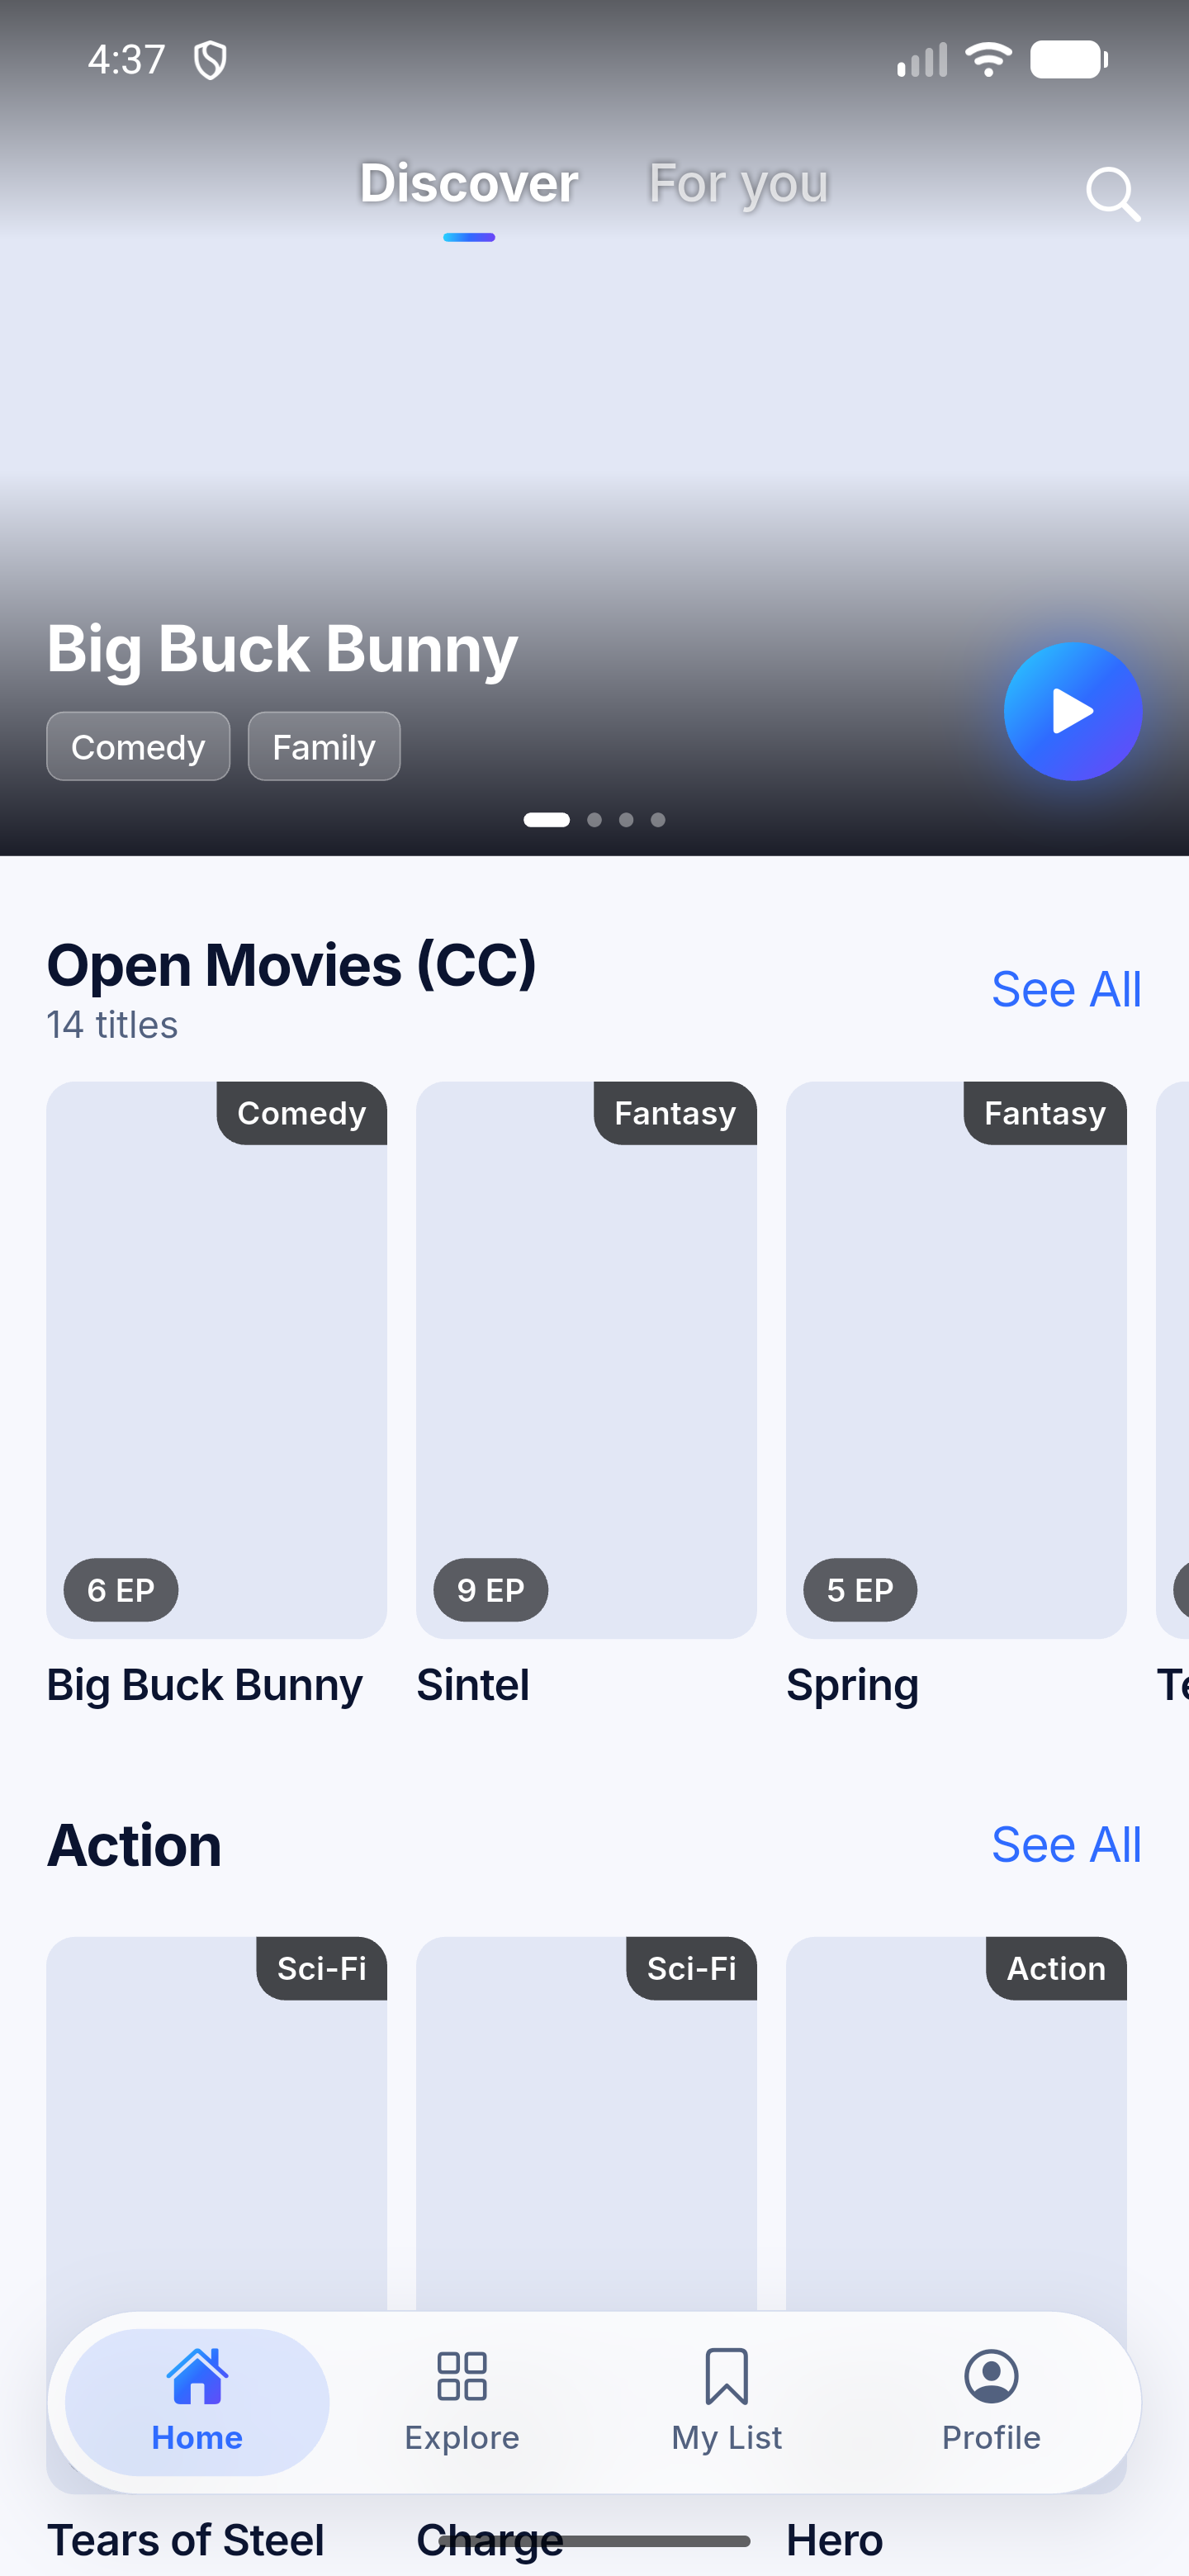 4:37
Discover For you
Big Buck Bunny
Comedy Family
Open Movies (CC)
See All
14 titles
Comedy Fantasy Fantasy
6 EP 9 EP 5 EP
Big Buck Bunny Sintel Spring
Action See All
Sci-Fi Sci-Fi Action
Home Explore My List Profile
Tears of Steel Charge Hero